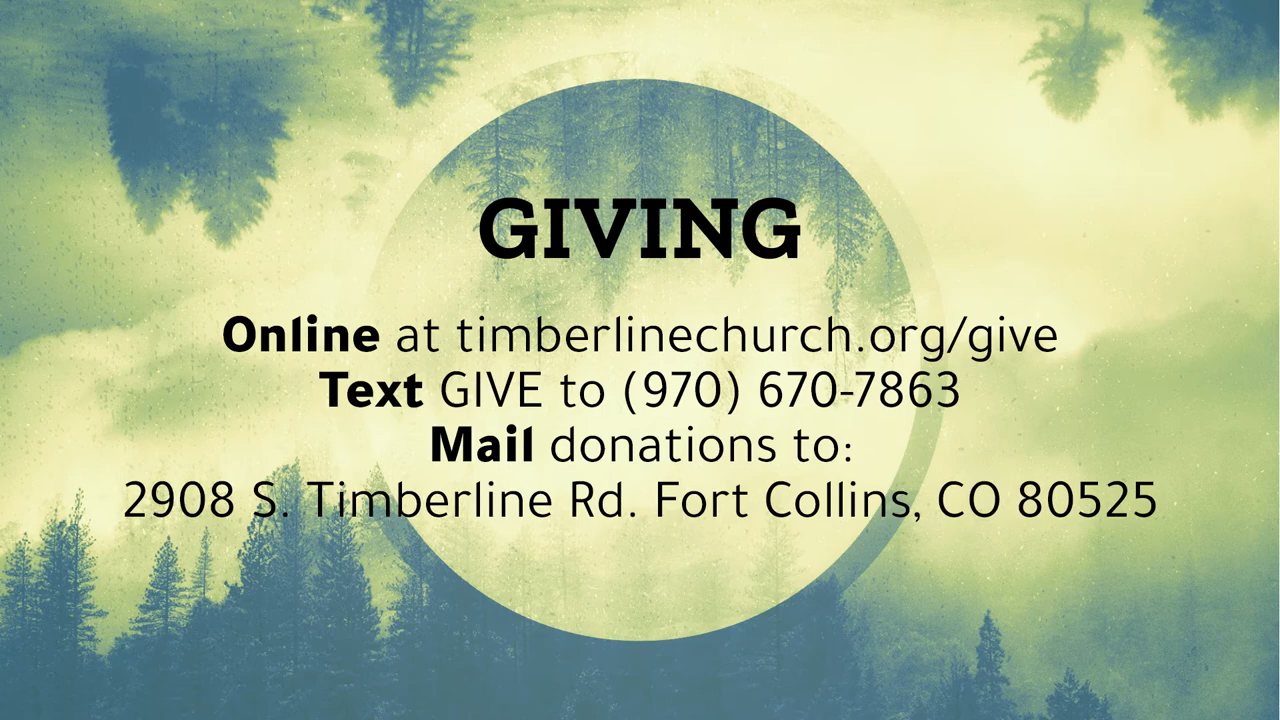 GIVING
Online at timberlinechurch.org/give
Text GIVE to (970) 670-7863
Mail donations to:
2908 S. Timberline Rd. Fort Collins, CO 80525